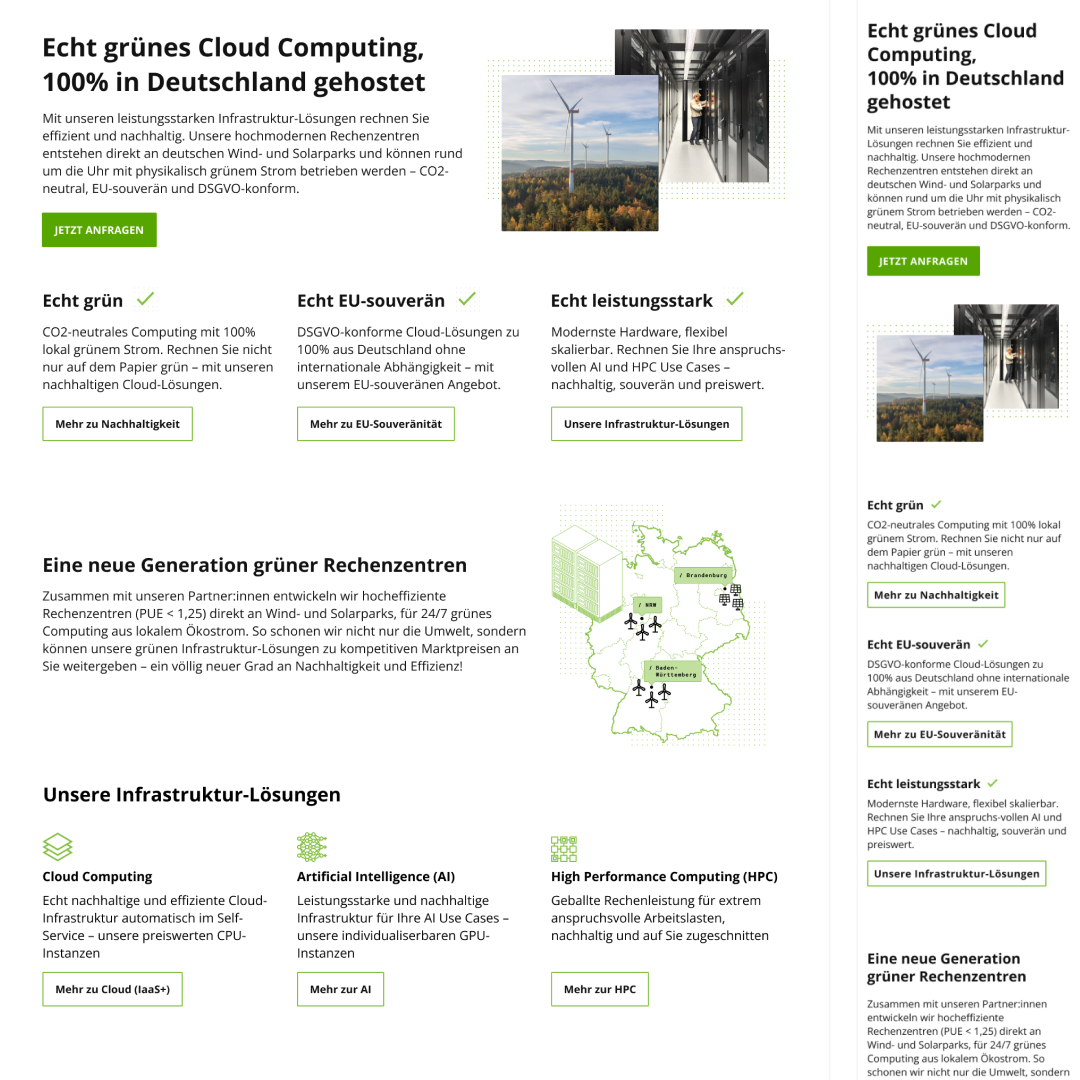 Echt grünes Cloud Computing,
100% in Deutschland gehostet
Mit unseren leistungsstarken Infrastruktur-Lösungen rechnen Sie
effizient und nachhaltig. Unsere hochmodernen Rechenzentren
entstehen direkt an deutschen Wind- und Solarparks und können rund
um die Uhr mit physikalisch grünem Strom betrieben werden – CO2-
neutral, EU-souverän und DSGVO-konform.
JETZT ANFRAGEN
Echt grün
CO2-neutrales Computing mit 100%
lokal grünem Strom. Rechnen Sie nicht
nur auf dem Papier grün – mit unseren
nachhaltigen Cloud-Lösungen.
Mehr zu Nachhaltigkeit
Echt EU-souverän
DSGVO-konforme Cloud-Lösungen zu
100% aus Deutschland ohne
internationale Abhängigkeit – mit
unserem EU-souveränen Angebot.
Mehr zu EU-Souveränität
Echt leistungsstark
Modernste Hardware, flexibel
skalierbar. Rechnen Sie Ihre anspruchs-
vollen AI und HPC Use Cases –
nachhaltig, souverän und preiswert.
Unsere Infrastruktur-Lösungen
Eine neue Generation grüner Rechenzentren
Zusammen mit unseren Partner:innen entwickeln wir hocheffiziente
Rechenzentren (PUE < 1,25) direkt an Wind- und Solarparks, für 24/7 grünes
Computing aus lokalem Ökostrom. So schonen wir nicht nur die Umwelt, sondern
können unsere grünen Infrastruktur-Lösungen zu kompetitiven Marktpreisen an
Sie weitergeben – ein völlig neuer Grad an Nachhaltigkeit und Effizienz!
/ Brandenburg
/ NRW
/ Baden-
Württemberg
Unsere Infrastruktur-Lösungen
Cloud Computing
Echt nachhaltige und effiziente Cloud-
Infrastruktur automatisch im Self-
Service – unsere preiswerten CPU-
Instanzen
Mehr zu Cloud (IaaS+)
Artificial Intelligence (AI)
Leistungsstarke und nachhaltige
Infrastruktur für Ihre AI Use Cases –
unsere individualiserbaren GPU-
Instanzen
Mehr zur AI
High Performance Computing (HPC)
Geballte Rechenleistung für extrem
anspruchsvolle Arbeitslasten,
nachhaltig und auf Sie zugeschnitten
Mehr zur HPC
Echt grünes Cloud
Computing,
100% in Deutschland
gehostet
Mit unseren leistungsstarken Infrastruktur-
Lösungen rechnen Sie effizient und
nachhaltig. Unsere hochmodernen
Rechenzentren entstehen direkt an
deutschen Wind- und Solarparks und
können rund um die Uhr mit physikalisch
grünem Strom betrieben werden – CO2-
neutral, EU-souverän und DSGVO-konform.
JETZT ANFRAGEN
Echt grün
CO2-neutrales Computing mit 100% lokal
grünem Strom. Rechnen Sie nicht nur auf
dem Papier grün – mit unseren
nachhaltigen Cloud-Lösungen.
Mehr zu Nachhaltigkeit
Echt EU-souverän
DSGVO-konforme Cloud-Lösungen zu
100% aus Deutschland ohne internationale
Abhängigkeit – mit unserem EU-
souveränen Angebot.
Mehr zu EU-Souveränität
Echt leistungsstark
Modernste Hardware, flexibel skalierbar.
Rechnen Sie Ihre anspruchs-vollen AI und
HPC Use Cases – nachhaltig, souverän und
preiswert.
Unsere Infrastruktur-Lösungen
Eine neue Generation
grüner Rechenzentren
Zusammen mit unseren Partner:innen
entwickeln wir hocheffiziente
Rechenzentren (PUE < 1,25) direkt an
Wind- und Solarparks, für 24/7 grünes
Computing aus lokalem Ökostrom. So
schonen wir nicht nur die Umwelt, sondern